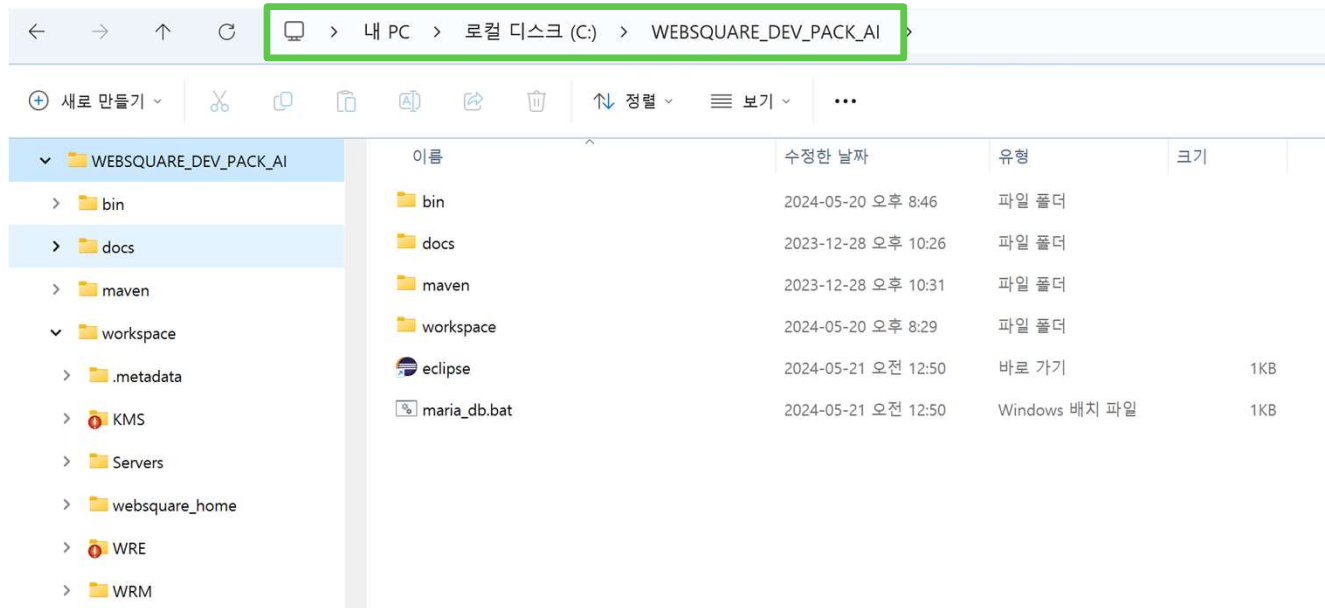 내 PC > 로컬 디스크 (C:) > WEBSQUARE_DEV_PACK_AI >
새로 만들기 정렬 보기 •••
WEBSQUARE_DEV_PACK_AI
bin
docs
maven
workspace
.metadata
KMS
Servers
websquare_home
WRE
WRM
이름 수정한 날짜 유형 크기
bin 2024-05-20 오후 8:46 파일 폴더
docs 2023-12-28 오후 10:26 파일 폴더
maven 2023-12-28 오후 10:31 파일 폴더
workspace 2024-05-20 오후 8:29 파일 폴더
eclipse 2024-05-21 오전 12:50 바로 가기 1KB
maria_db.bat 2024-05-21 오전 12:50 Windows 배치 파일 1KB